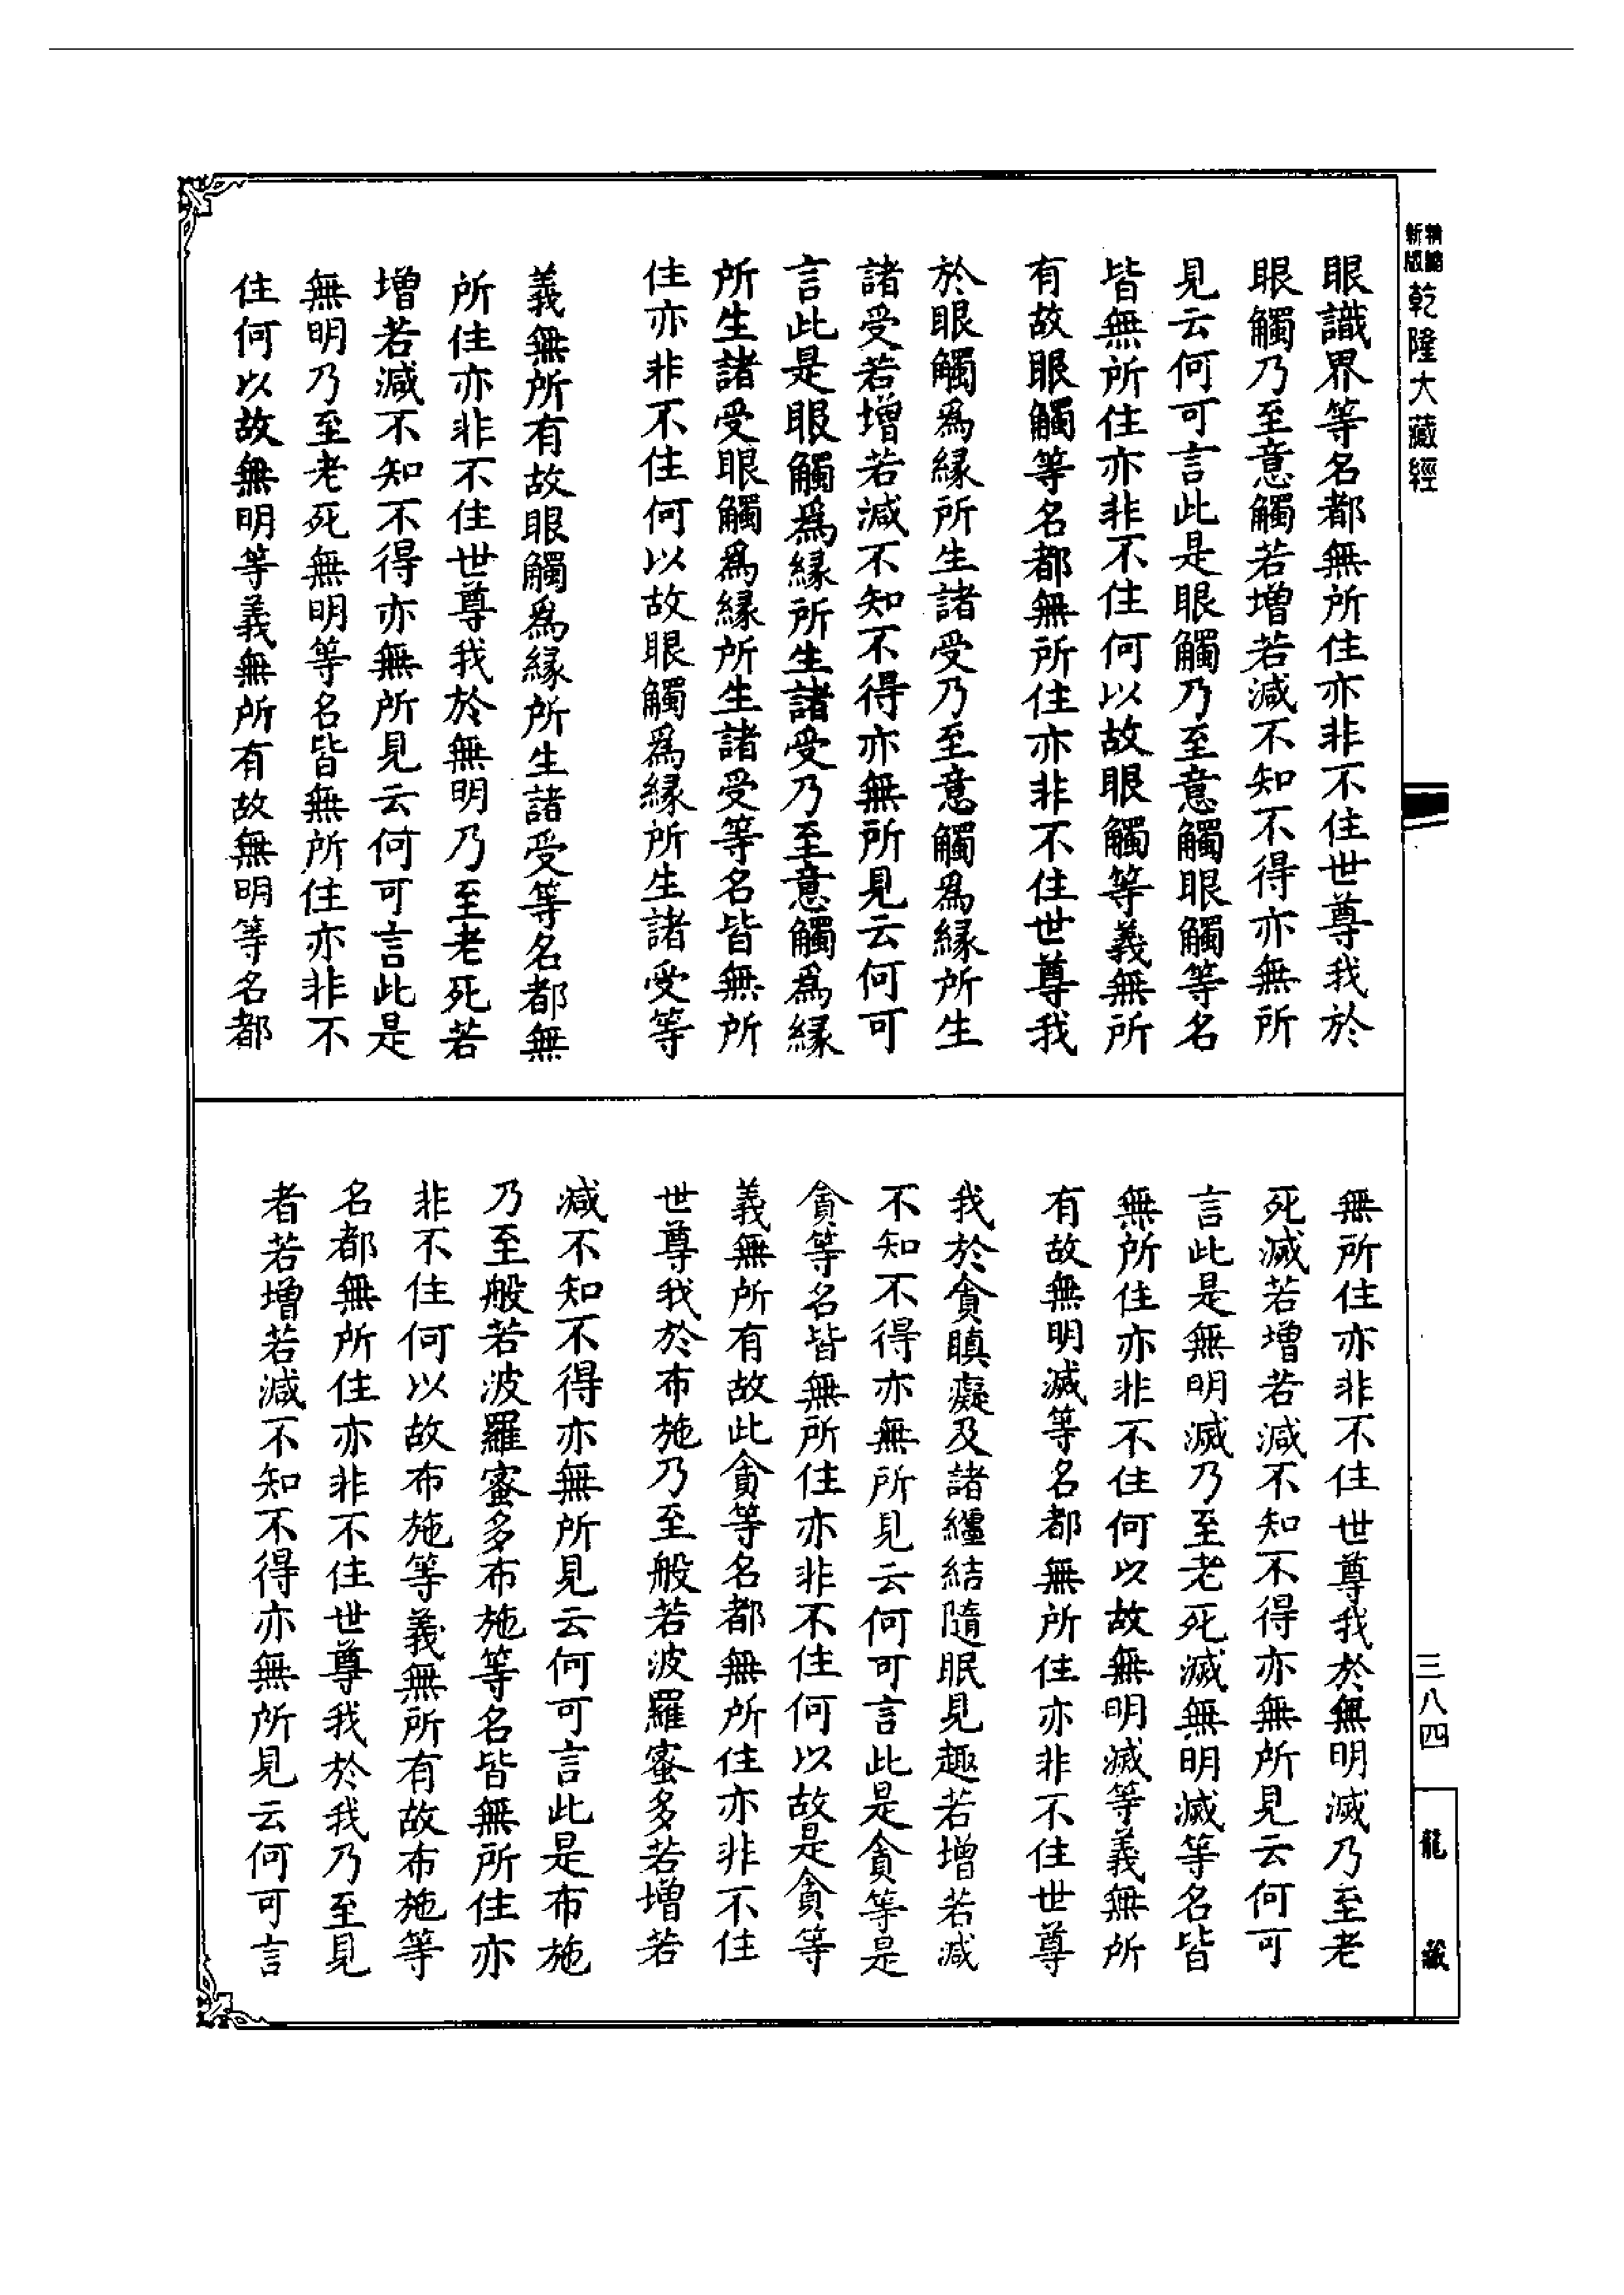 眼識界等名都無所住亦非不住世尊我於
眼觸乃至意觸若增若減不知不得亦無所
見云何可言此是眼觸乃至意觸眼觸等名
皆無所住亦非不住何以故眼觸等義無所
有故眼觸等名都無所住亦非不住世尊我
於眼觸為緣所生諸受乃至意觸為緣所生
諸受若增若減不知不得亦無所見云何可
言此是眼觸為緣所生諸受乃至意觸為緣
所生諸受眼觸為緣所生諸受等名皆無所
住亦非不住何以故眼觸為緣所生諸受等
義無所有故眼觸為緣所生諸受等名都無
所住亦非不住世尊我於無明乃至老死若
增若減不知不得亦無所見云何可言此是
無明乃至老死無明等名皆無所住亦非不
住何以故無明等義無所有故無明等名都
無所住亦非不住世尊我於無明滅乃至老
死滅若增若減不知不得亦無所見云何可
言此是無明滅乃至老死滅無明滅等名皆
無所住亦非不住何以故無明滅等義無所
有故無明滅等名都無所住亦非不住世尊
我於貪瞋癡及諸纏結隨眠見趣若增若減
不知不得亦無所見云何可言此是貪等是
貪等名皆無所住亦非不住何以故是貪等
義無所有故此貪等名都無所住亦非不住
世尊我於布施乃至般若波羅蜜多若增若
減不知不得亦無所見云何可言此是布施
乃至般若波羅蜜多布施等名皆無所住亦
非不住何以故布施等義無所有故布施等
名都無所住亦非不住世尊我於我乃至見
者若增若減不知不得亦無所見云何可言
新版乾隆大藏經
三八四
龍藏